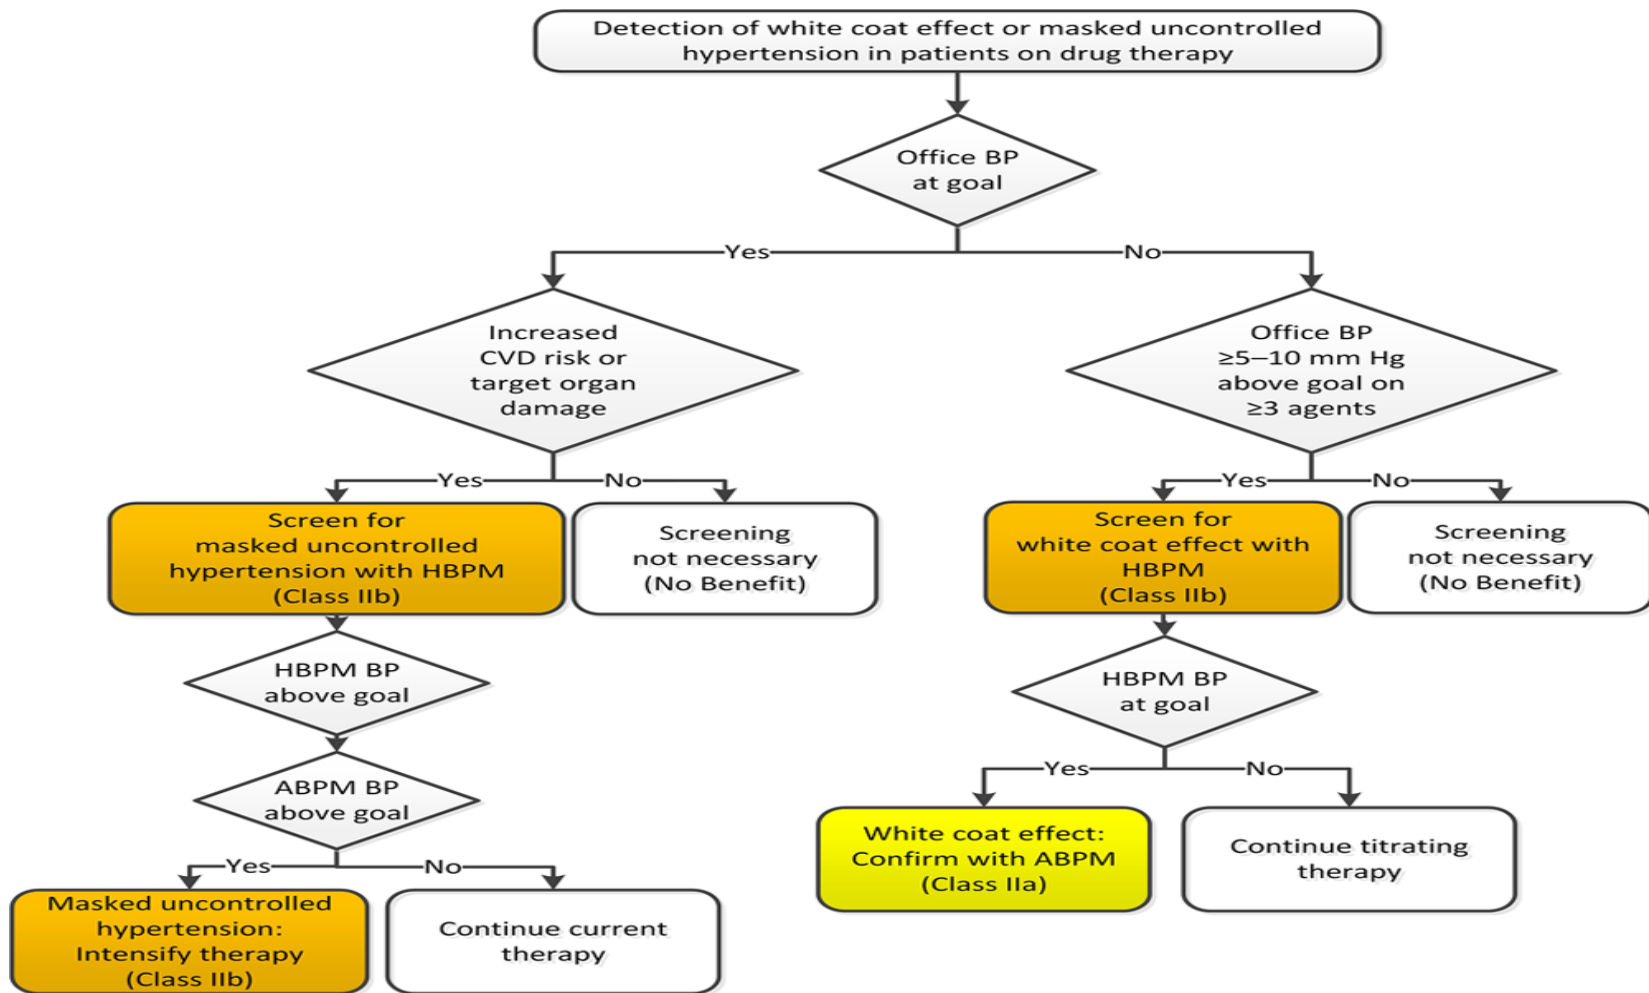 Detection of white coat effect or masked uncontrolled
hypertension in patients on drug therapy
Office BP
at goal
Yes
No
Increased
CVD risk or
target organ
damage
Office BP
≥5–10 mm Hg
above goal on
≥3 agents
Yes
No
Yes
No
Screen for
masked uncontrolled
hypertension with HBPM
(Class IIb)
Screening
not necessary
(No Benefit)
Screen for
white coat effect with
HBPM
(Class IIb)
Screening
not necessary
(No Benefit)
HBPM BP
above goal
HBPM BP
at goal
ABPM BP
above goal
Yes
No
Yes
No
White coat effect:
Confirm with ABPM
(Class IIa)
Continue titrating
therapy
Masked uncontrolled
hypertension:
Intensify therapy
(Class IIb)
Continue current
therapy